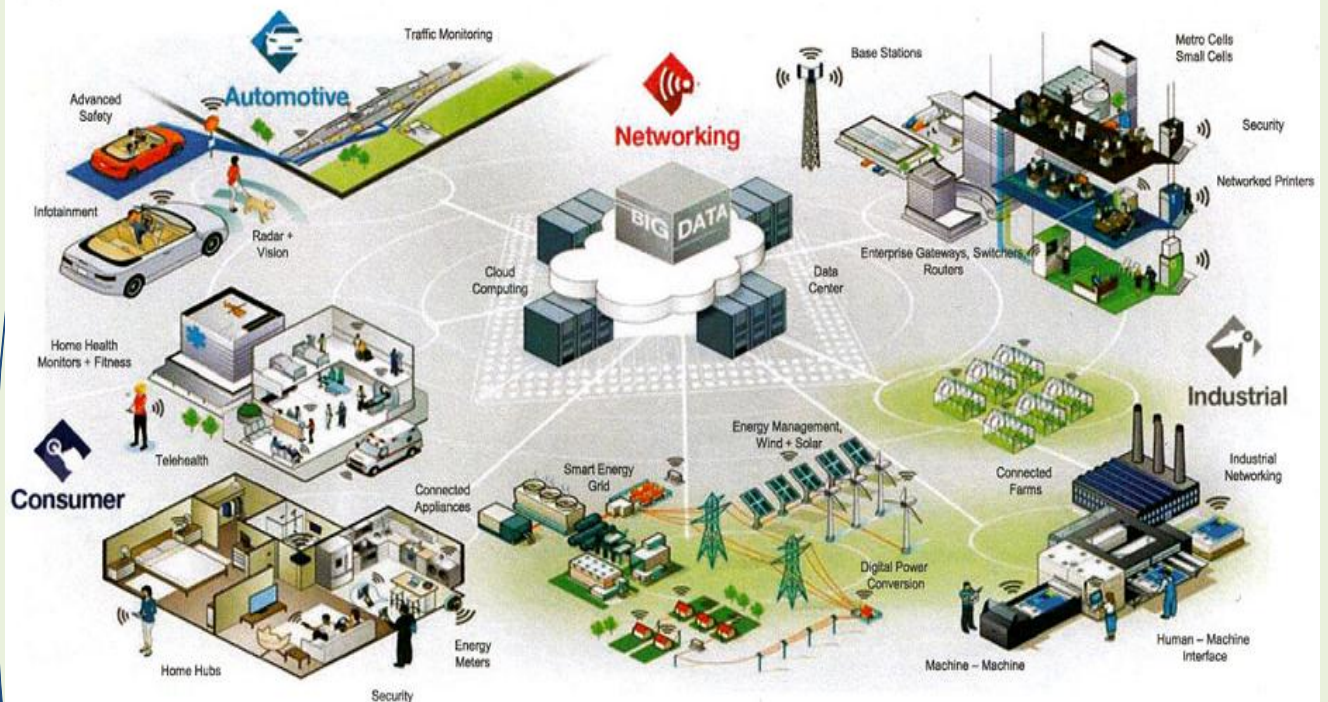 Traffic Monitoring
Automotive
Advanced
Safety
Infotainment
Radar +
Vision
Networking
BIG DATA
Cloud
Computing
Data
Center
Base Stations
Metro Cells
Small Cells
Security
Networked Printers
Enterprise Gateways, Switchers,
Routers
Home Health
Monitors + Fitness
Telehealth
Consumer
Connected
Appliances
Home Hubs
Security
Energy
Meters
Smart Energy
Grid
Energy Management,
Wind + Solar
Digital Power
Conversion
Connected
Farms
Industrial
Industrial
Networking
Machine – Machine
Human – Machine
Interface